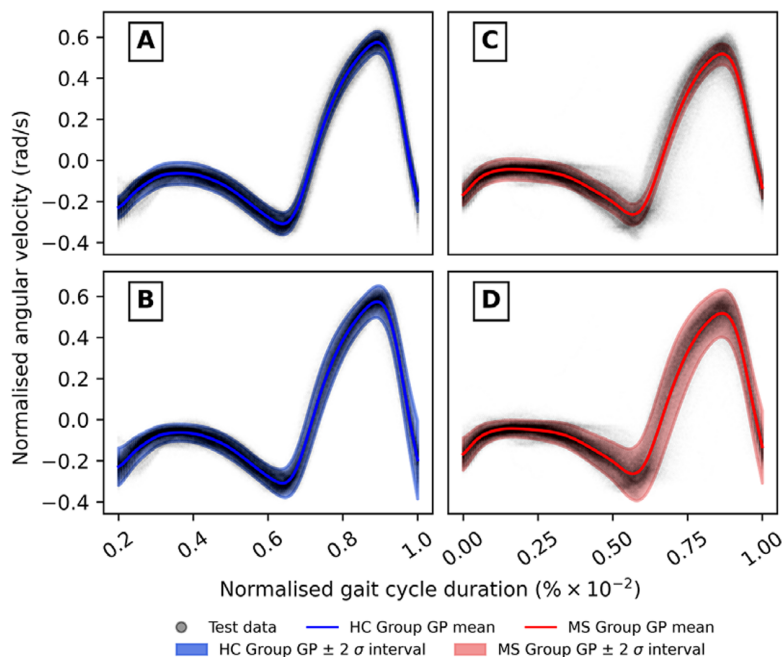 A
C
0.6
0.4
0.2
0.0
−0.2
−0.4
B
D
0.6
0.4
0.2
0.0
−0.2
−0.4
Normalised angular velocity (rad/s)
0.2 0.4 0.6 0.8 1.0 0.00 0.25 0.50 0.75 1.00
Normalised gait cycle duration (% × 10⁻²)
Test data HC Group GP mean MS Group GP mean
HC Group GP ± 2 σ interval MS Group GP ± 2 σ interval